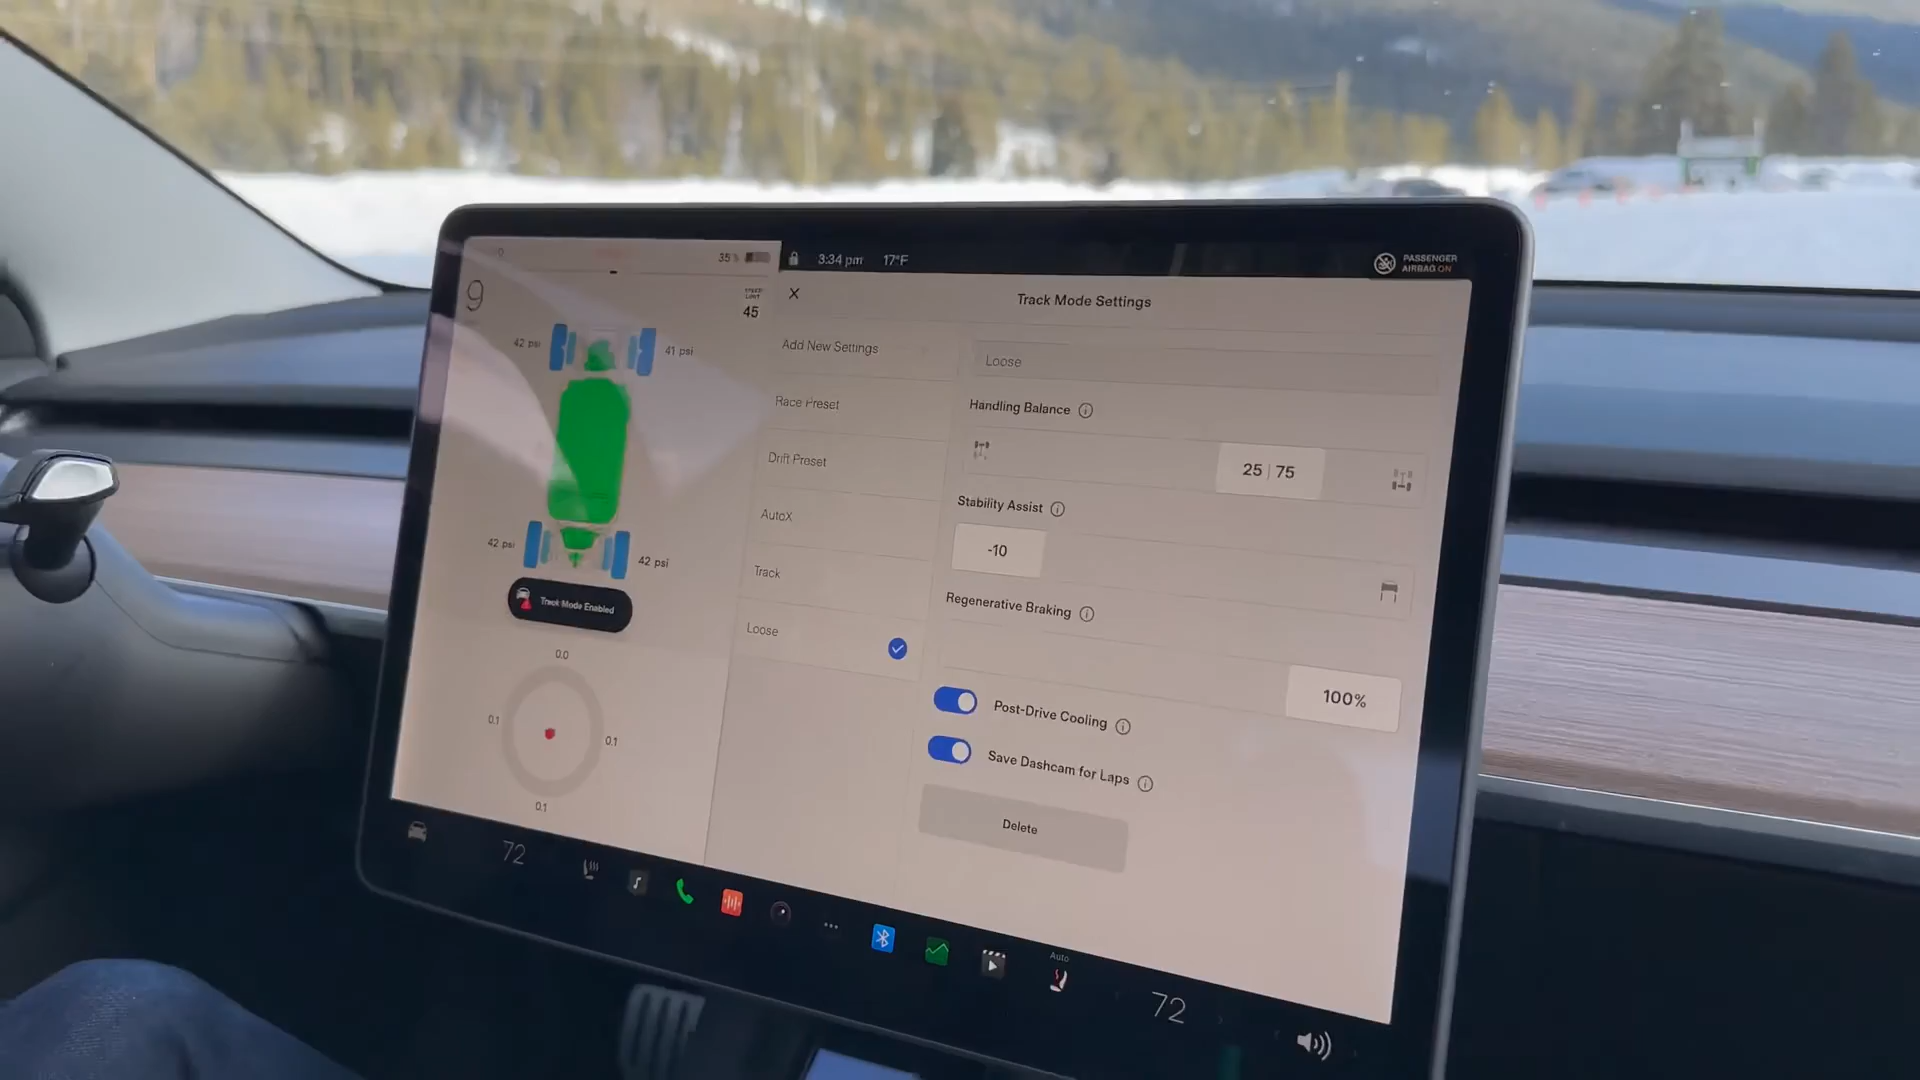 35 %
3:34 pm
17°F
PASSENGER
AIRBAG ON
9
SPEED
LIMIT
45
Track Mode Settings
42 psi
41 psi
42 psi
42 psi
Track Mode Enabled
0.0
0.1
0.1
0.1
Add New Settings
Race Preset
Drift Preset
AutoX
Track
Loose
Loose
Handling Balance
25 | 75
Stability Assist
-10
Regenerative Braking
100%
Post-Drive Cooling
Save Dashcam for Laps
Delete
72
Auto
72